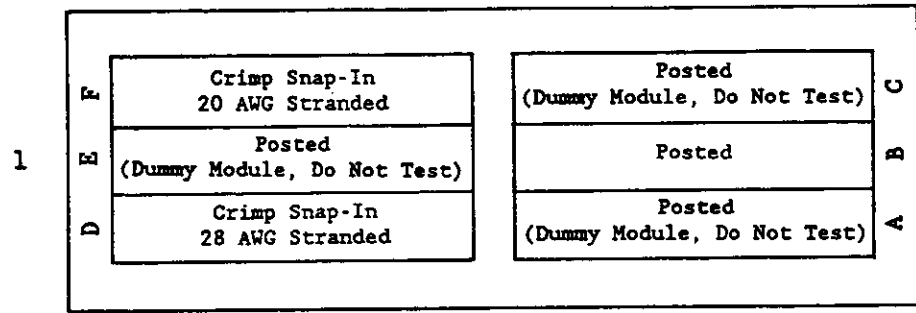 1
F
Crimp Snap-In
20 AWG Stranded
E
Posted
(Dummy Module, Do Not Test)
D
Crimp Snap-In
28 AWG Stranded
Posted
(Dummy Module, Do Not Test)
C
Posted
B
Posted
(Dummy Module, Do Not Test)
A